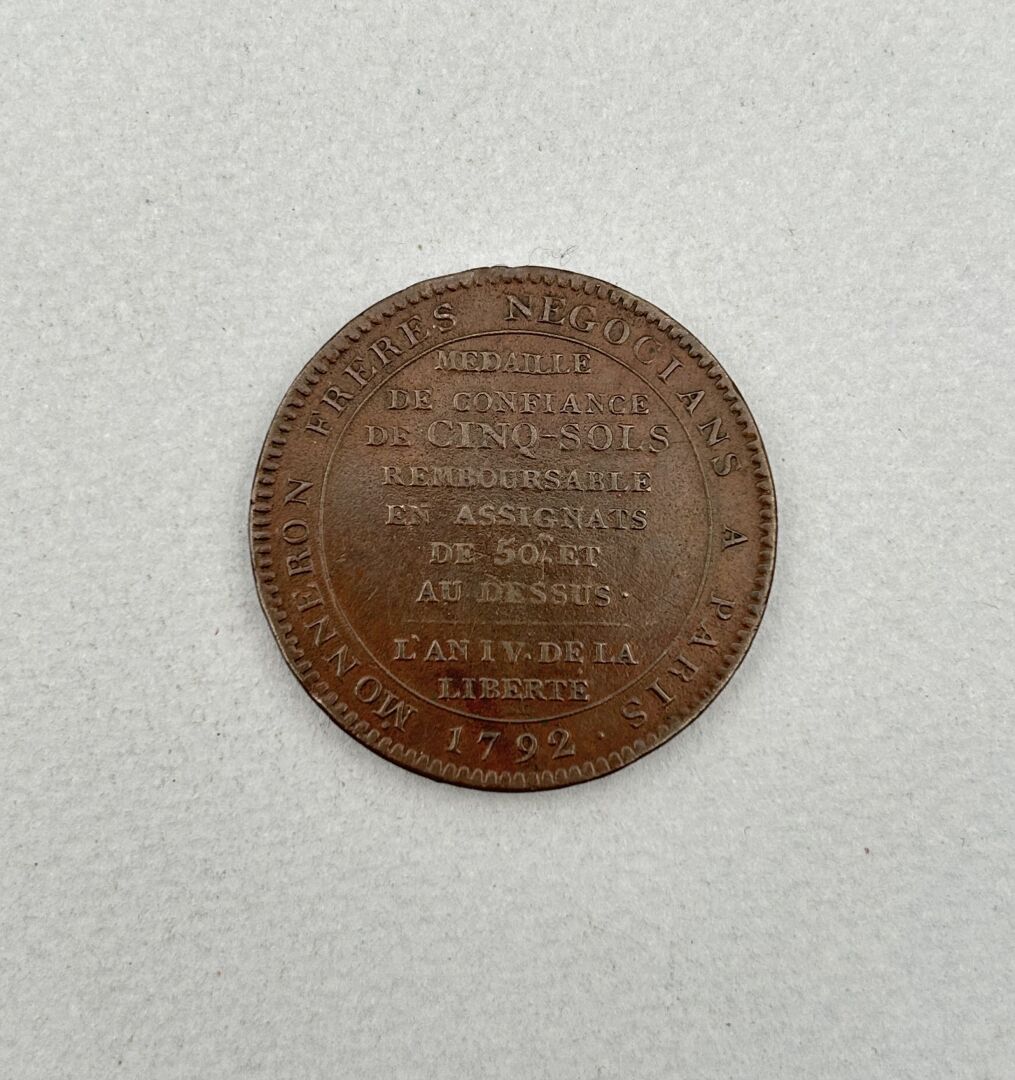 MONNERON FRERES NEGOCIANS A PARIS.
MEDAILLE
DE CONFIANCE
DE CINQ-SOLS
REMBOURSABLE
EN ASSIGNATS
DE 50ᵗᵗ ET
AU DESSUS.
L'AN IV. DE LA
LIBERTE
1792